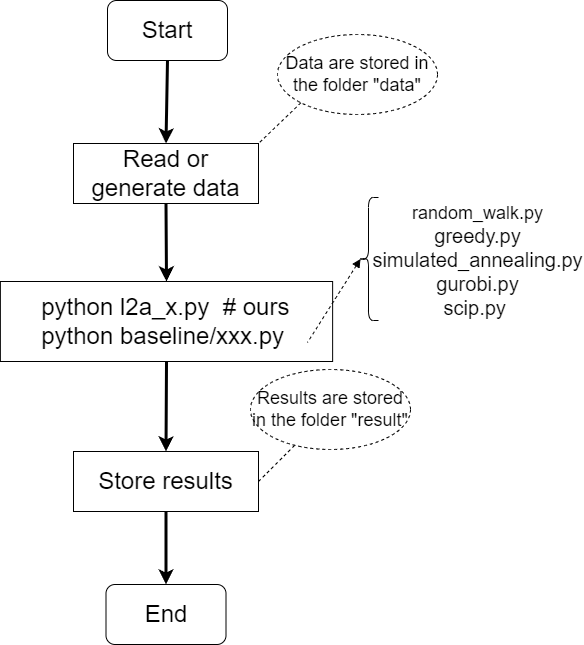 Start
Data are stored in
the folder "data"
Read or
generate data
random_walk.py
greedy.py
simulated_annealing.py
gurobi.py
scip.py
python l2a_x.py # ours
python baseline/xxx.py
Results are stored
in the folder "result"
Store results
End